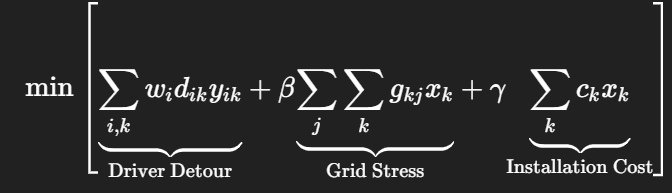 min [ ∑_{i,k} w_i d_{ik} y_{ik} + β ∑_j ∑_k g_{kj} x_k + γ ∑_k c_k x_k ]
Driver Detour Grid Stress Installation Cost